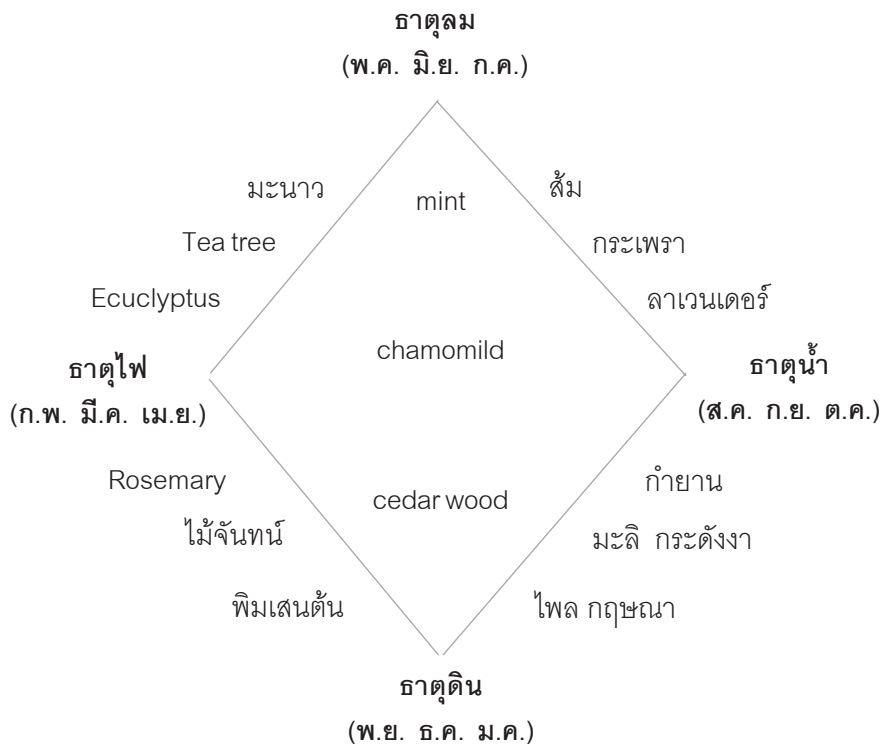 ธาตุลม
(พ.ค. มิ.ย. ก.ค.)
มะนาว
mint
ส้ม
Tea tree
กระเพรา
Ecuclyptus
ลาเวนเดอร์
chamomild
ธาตุไฟ
(ก.พ. มี.ค. เม.ย.)
ธาตุน้ำ
(ส.ค. ก.ย. ต.ค.)
Rosemary
cedar wood
กำยาน
ไม้จันทน์
มะลิ กระดังงา
พิมเสนต้น
ไพล กฤษณา
ธาตุดิน
(พ.ย. ธ.ค. ม.ค.)